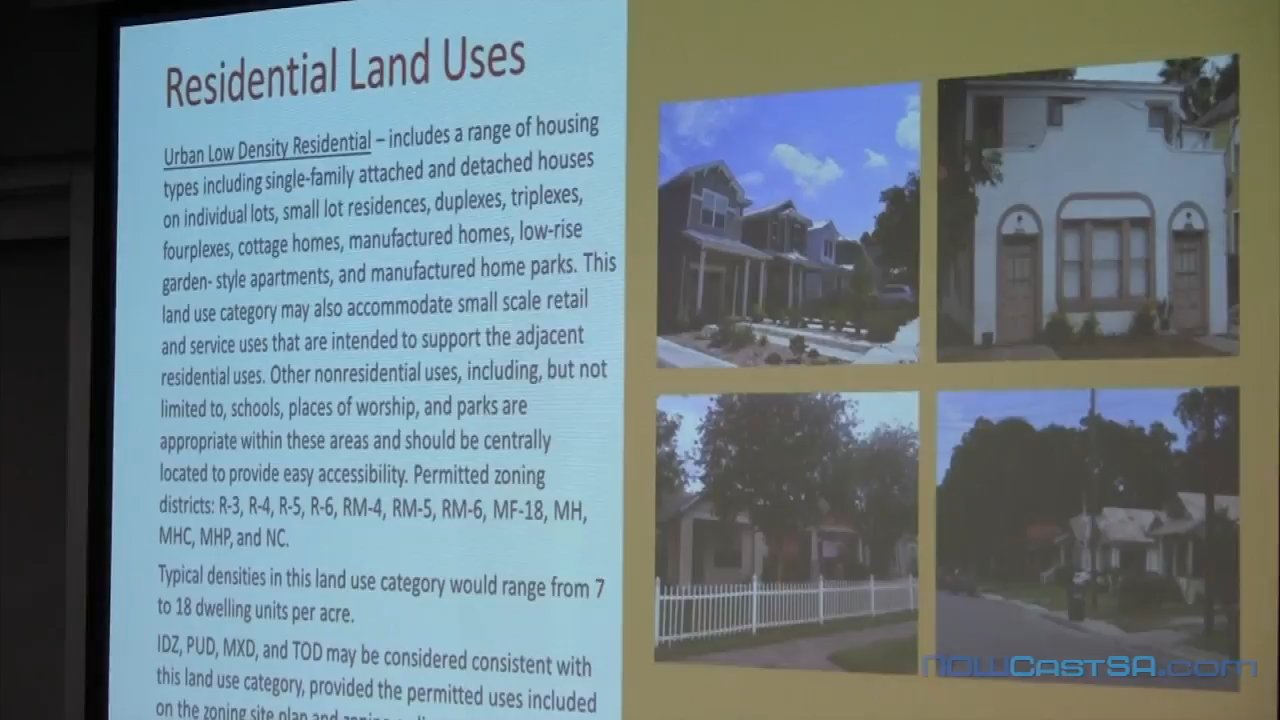 Residential Land Uses
Urban Low Density Residential – includes a range of housing
types including single-family attached and detached houses
on individual lots, small lot residences, duplexes, triplexes,
fourplexes, cottage homes, manufactured homes, low-rise
garden- style apartments, and manufactured home parks. This
land use category may also accommodate small scale retail
and service uses that are intended to support the adjacent
residential uses. Other nonresidential uses, including, but not
limited to, schools, places of worship, and parks are
appropriate within these areas and should be centrally
located to provide easy accessibility. Permitted zoning
districts: R-3, R-4, R-5, R-6, RM-4, RM-5, RM-6, MF-18, MH,
MHC, MHP, and NC.
Typical densities in this land use category would range from 7
to 18 dwelling units per acre.
IDZ, PUD, MXD, and TOD may be considered consistent with
this land use category, provided the permitted uses included
on the zoning site plan and
NOWCastSA.com